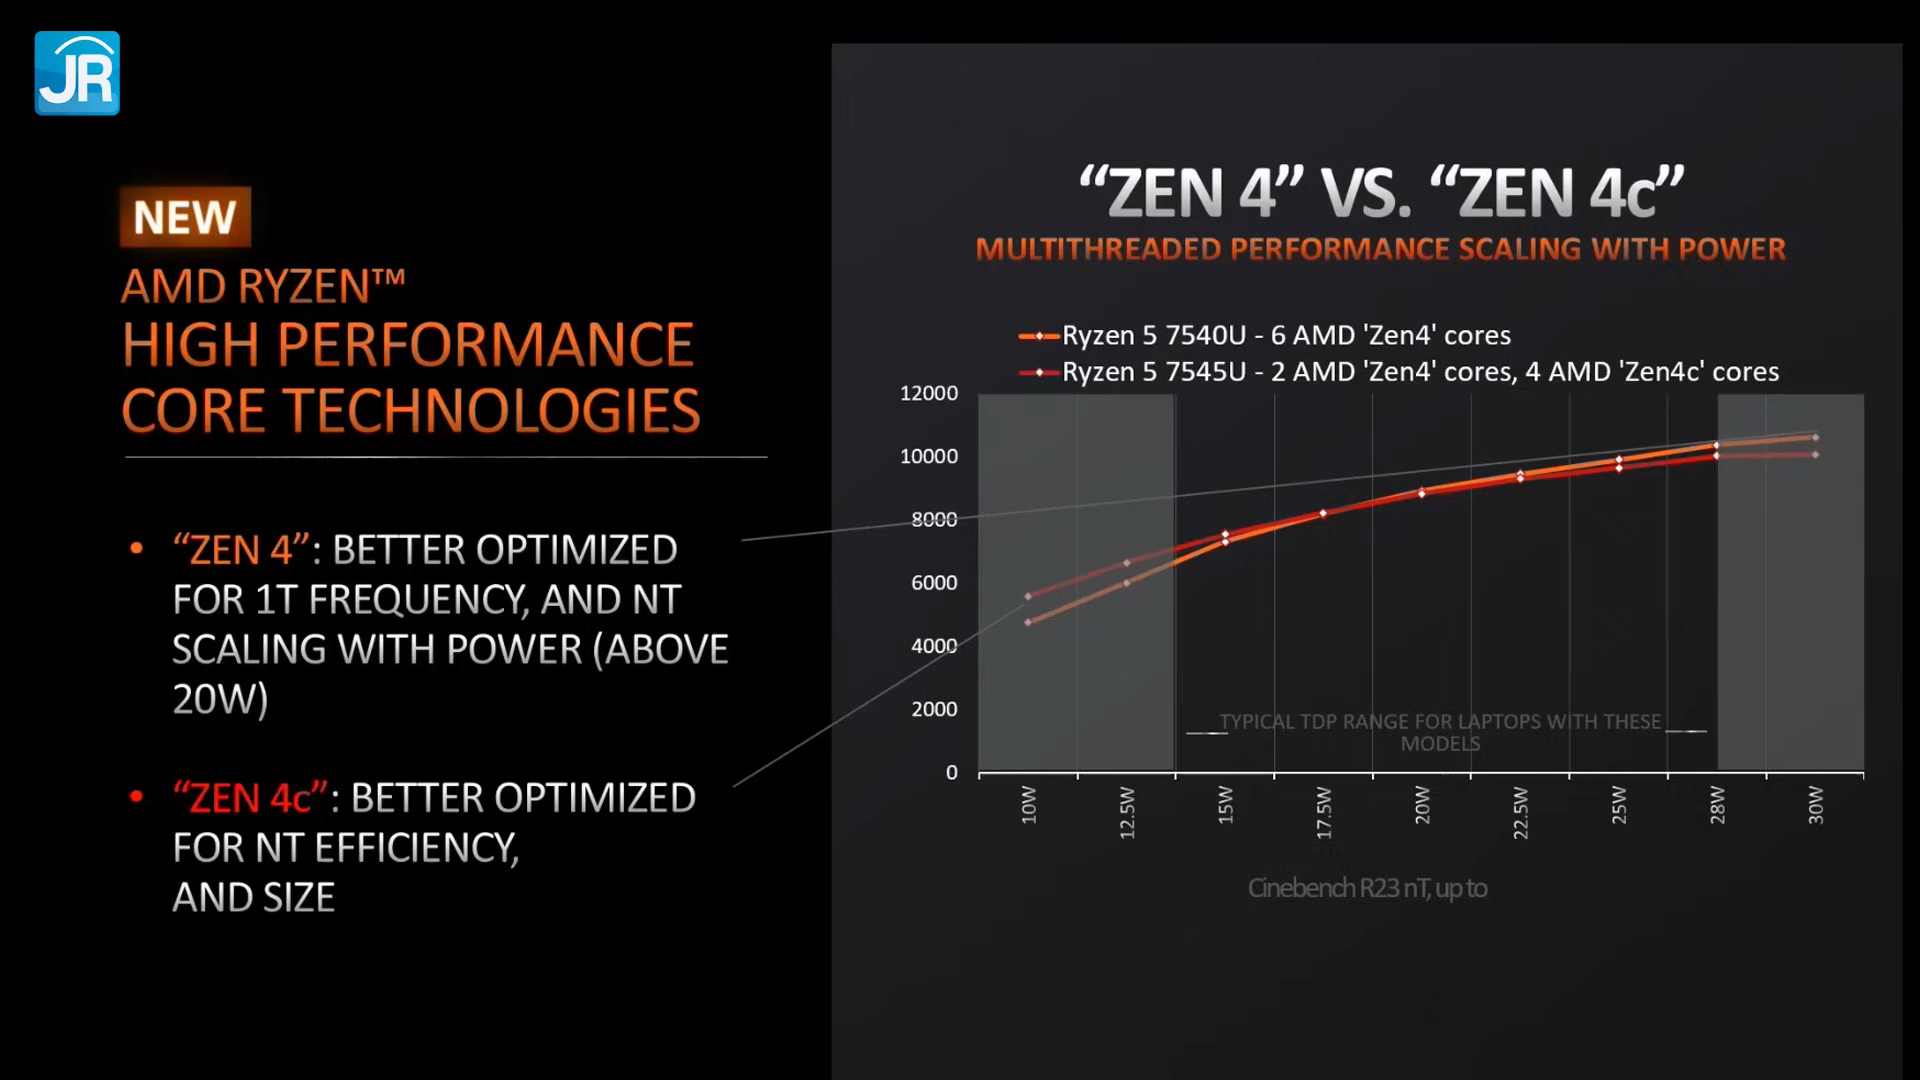 JR
NEW
AMD RYZEN™
HIGH PERFORMANCE
CORE TECHNOLOGIES
• “ZEN 4”: BETTER OPTIMIZED
FOR 1T FREQUENCY, AND NT
SCALING WITH POWER (ABOVE
20W)
• “ZEN 4c”: BETTER OPTIMIZED
FOR NT EFFICIENCY,
AND SIZE
“ZEN 4” VS. “ZEN 4c”
MULTITHREADED PERFORMANCE SCALING WITH POWER
Ryzen 5 7540U - 6 AMD 'Zen4' cores
Ryzen 5 7545U - 2 AMD 'Zen4' cores, 4 AMD 'Zen4c' cores
12000
10000
8000
6000
4000
2000
0
TYPICAL TDP RANGE FOR LAPTOPS WITH THESE
MODELS
10W
12.5W
15W
17.5W
20W
22.5W
25W
28W
30W
Cinebench R23 nT, up to